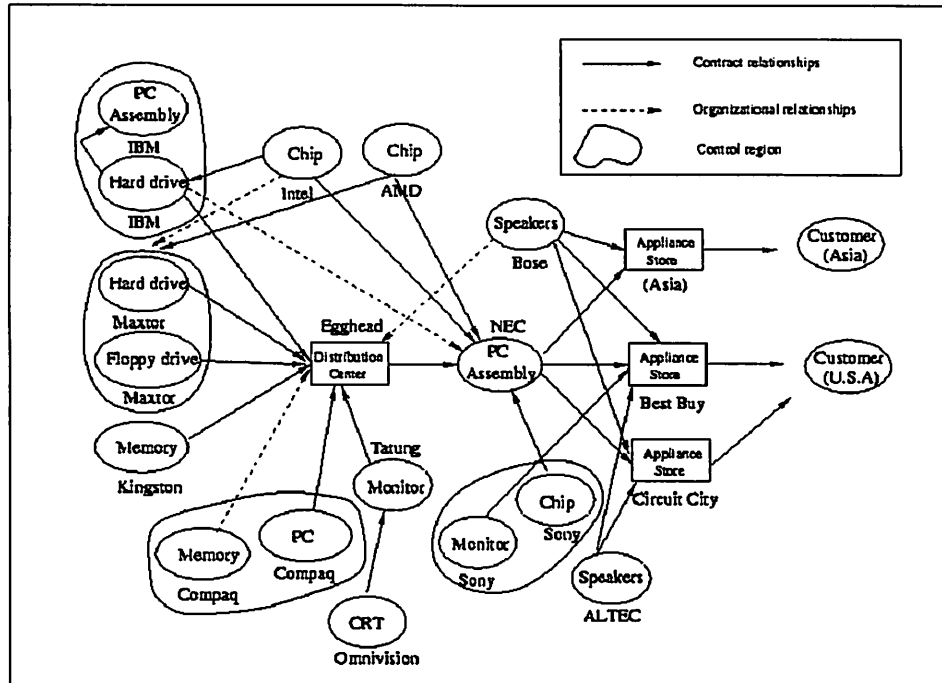 Contract relationships
Organizational relationships
Control region
PC
Assembly
IBM
Hard drive
IBM
Chip
Intel
Chip
AMD
Speakers
Bose
Appliance
Store
(Asia)
Customer
(Asia)
Hard drive
Maxtor
Floppy drive
Maxtor
Egghead
Distribution
Center
NEC
PC
Assembly
Appliance
Store
Best Buy
Customer
(U.S.A)
Memory
Kingston
Tatung
Monitor
Appliance
Store
Circuit City
Memory
Compaq
PC
Compaq
Chip
Sony
Monitor
Sony
Speakers
ALTEC
CRT
Omnivision